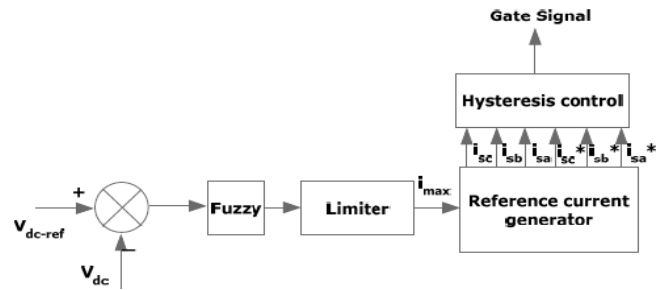 Gate Signal
Hysteresis control
isc isb isa isc* isb* isa*
imax
+
Fuzzy
Limiter
Reference current
generator
Vdc-ref
−
Vdc